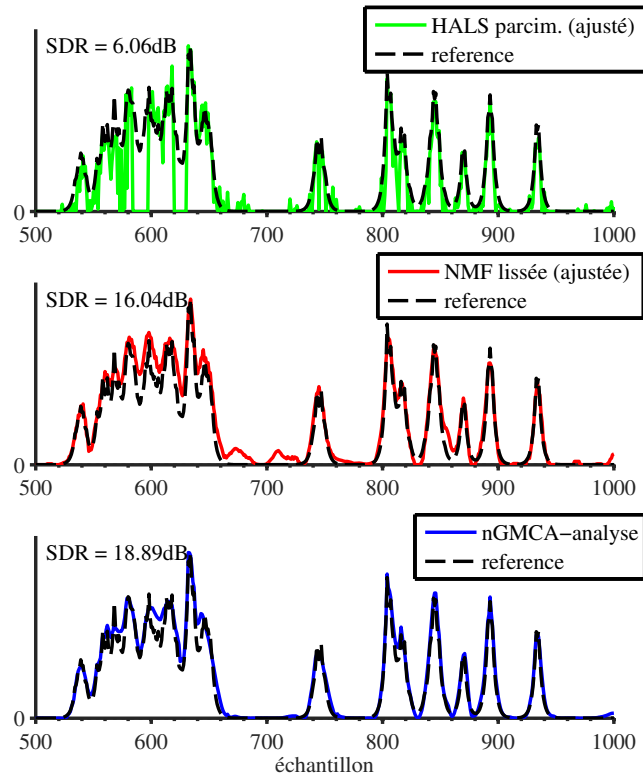 SDR = 6.06dB
HALS parcim. (ajusté)
reference
0
500 600 700 800 900 1000
SDR = 16.04dB
NMF lissée (ajustée)
reference
0
500 600 700 800 900 1000
SDR = 18.89dB
nGMCA−analyse
reference
0
500 600 700 800 900 1000
échantillon